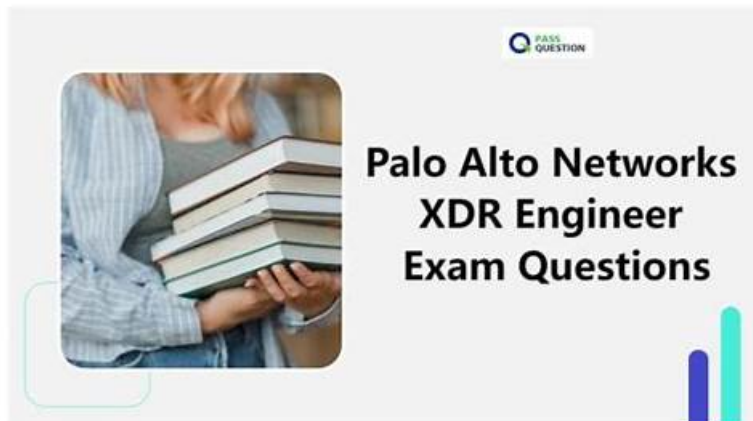 PASS
QUESTION
Palo Alto Networks
XDR Engineer
Exam Questions